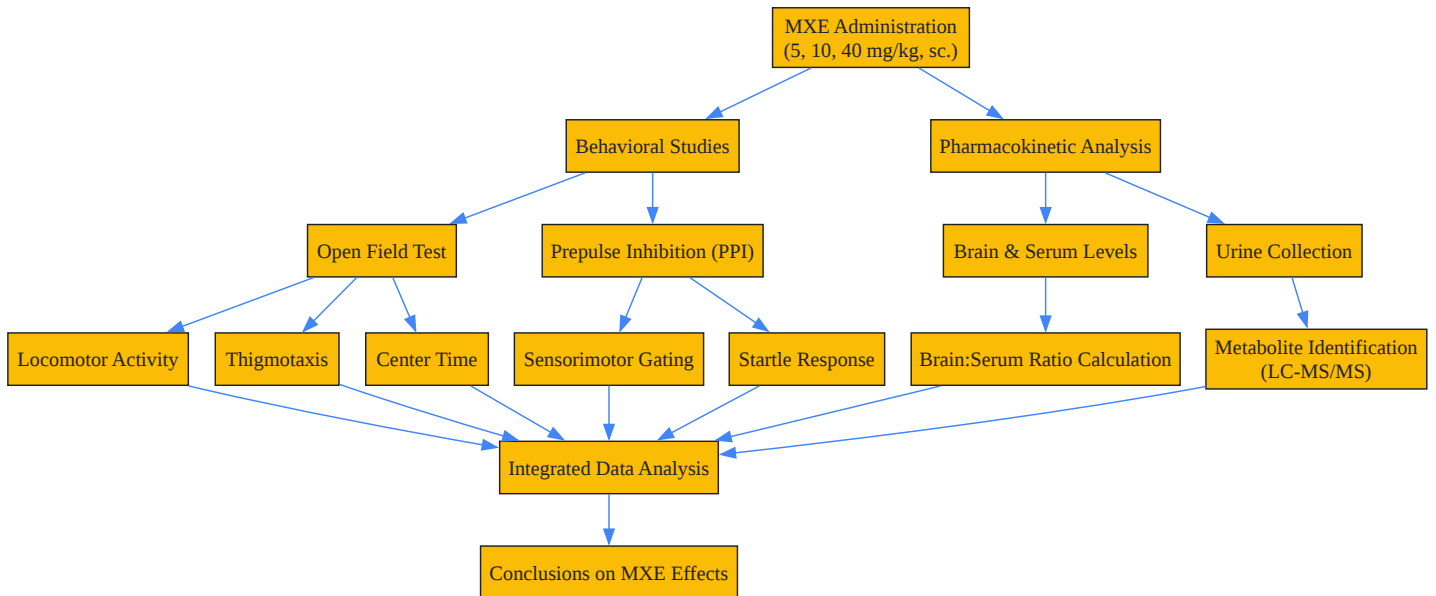 MXE Administration
(5, 10, 40 mg/kg, sc.)
Behavioral Studies
Pharmacokinetic Analysis
Open Field Test
Prepulse Inhibition (PPI)
Brain & Serum Levels
Urine Collection
Locomotor Activity
Thigmotaxis
Center Time
Sensorimotor Gating
Startle Response
Brain:Serum Ratio Calculation
Metabolite Identification
(LC-MS/MS)
Integrated Data Analysis
Conclusions on MXE Effects